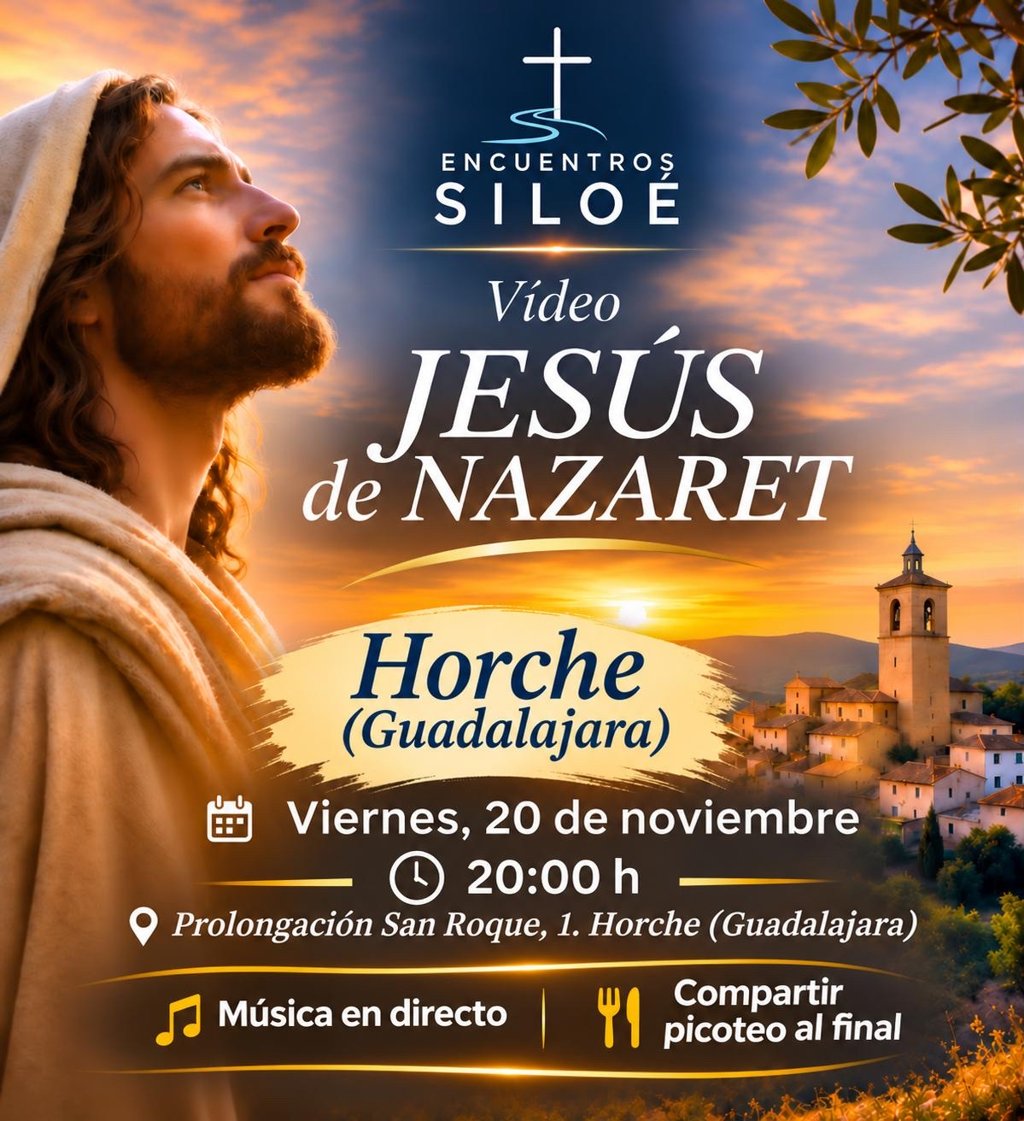 ENCUENTROS
SILOÉ
Vídeo
JESÚS
de NAZARET
Horche
(Guadalajara)
Viernes, 20 de noviembre
20:00 h
Prolongación San Roque, 1. Horche (Guadalajara)
Música en directo
Compartir
picoteo al final